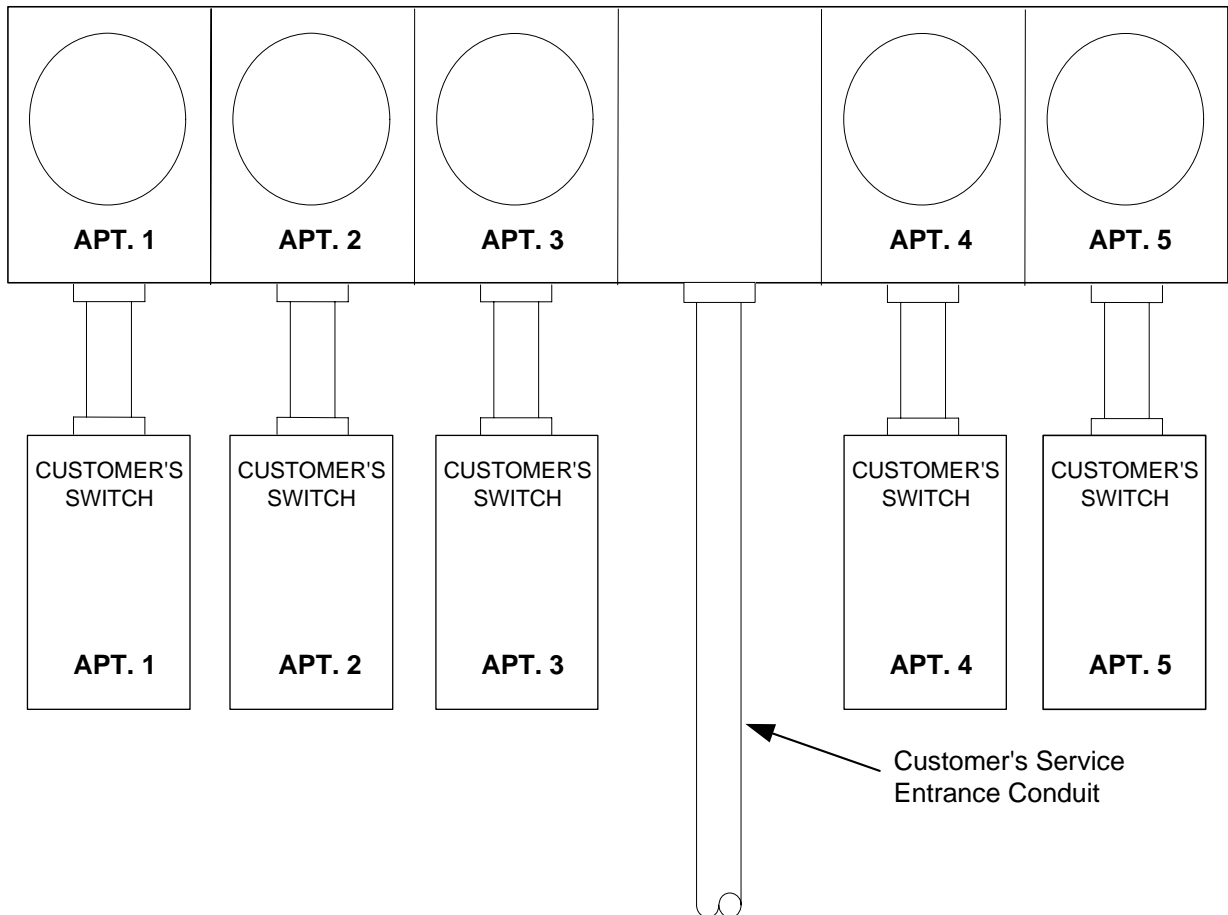 APT. 1
APT. 2
APT. 3
APT. 4
APT. 5
CUSTOMER'S
SWITCH
APT. 1
CUSTOMER'S
SWITCH
APT. 2
CUSTOMER'S
SWITCH
APT. 3
CUSTOMER'S
SWITCH
APT. 4
CUSTOMER'S
SWITCH
APT. 5
Customer's Service
Entrance Conduit